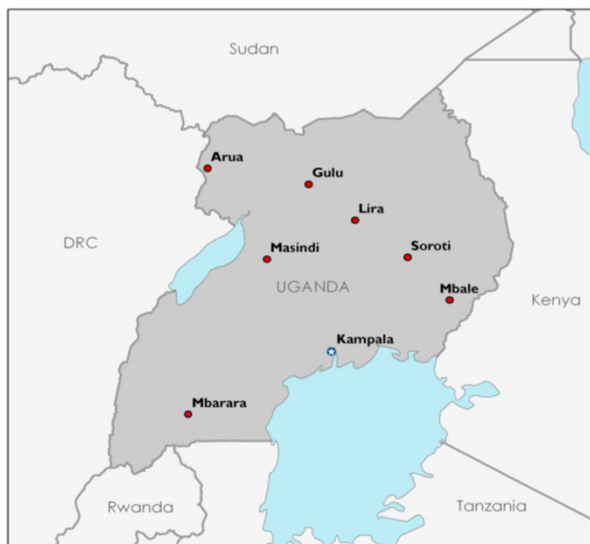 Sudan
Arua
Gulu
Lira
DRC
Masindi
Soroti
UGANDA
Mbale
Kenya
Kampala
Mbarara
Rwanda
Tanzania